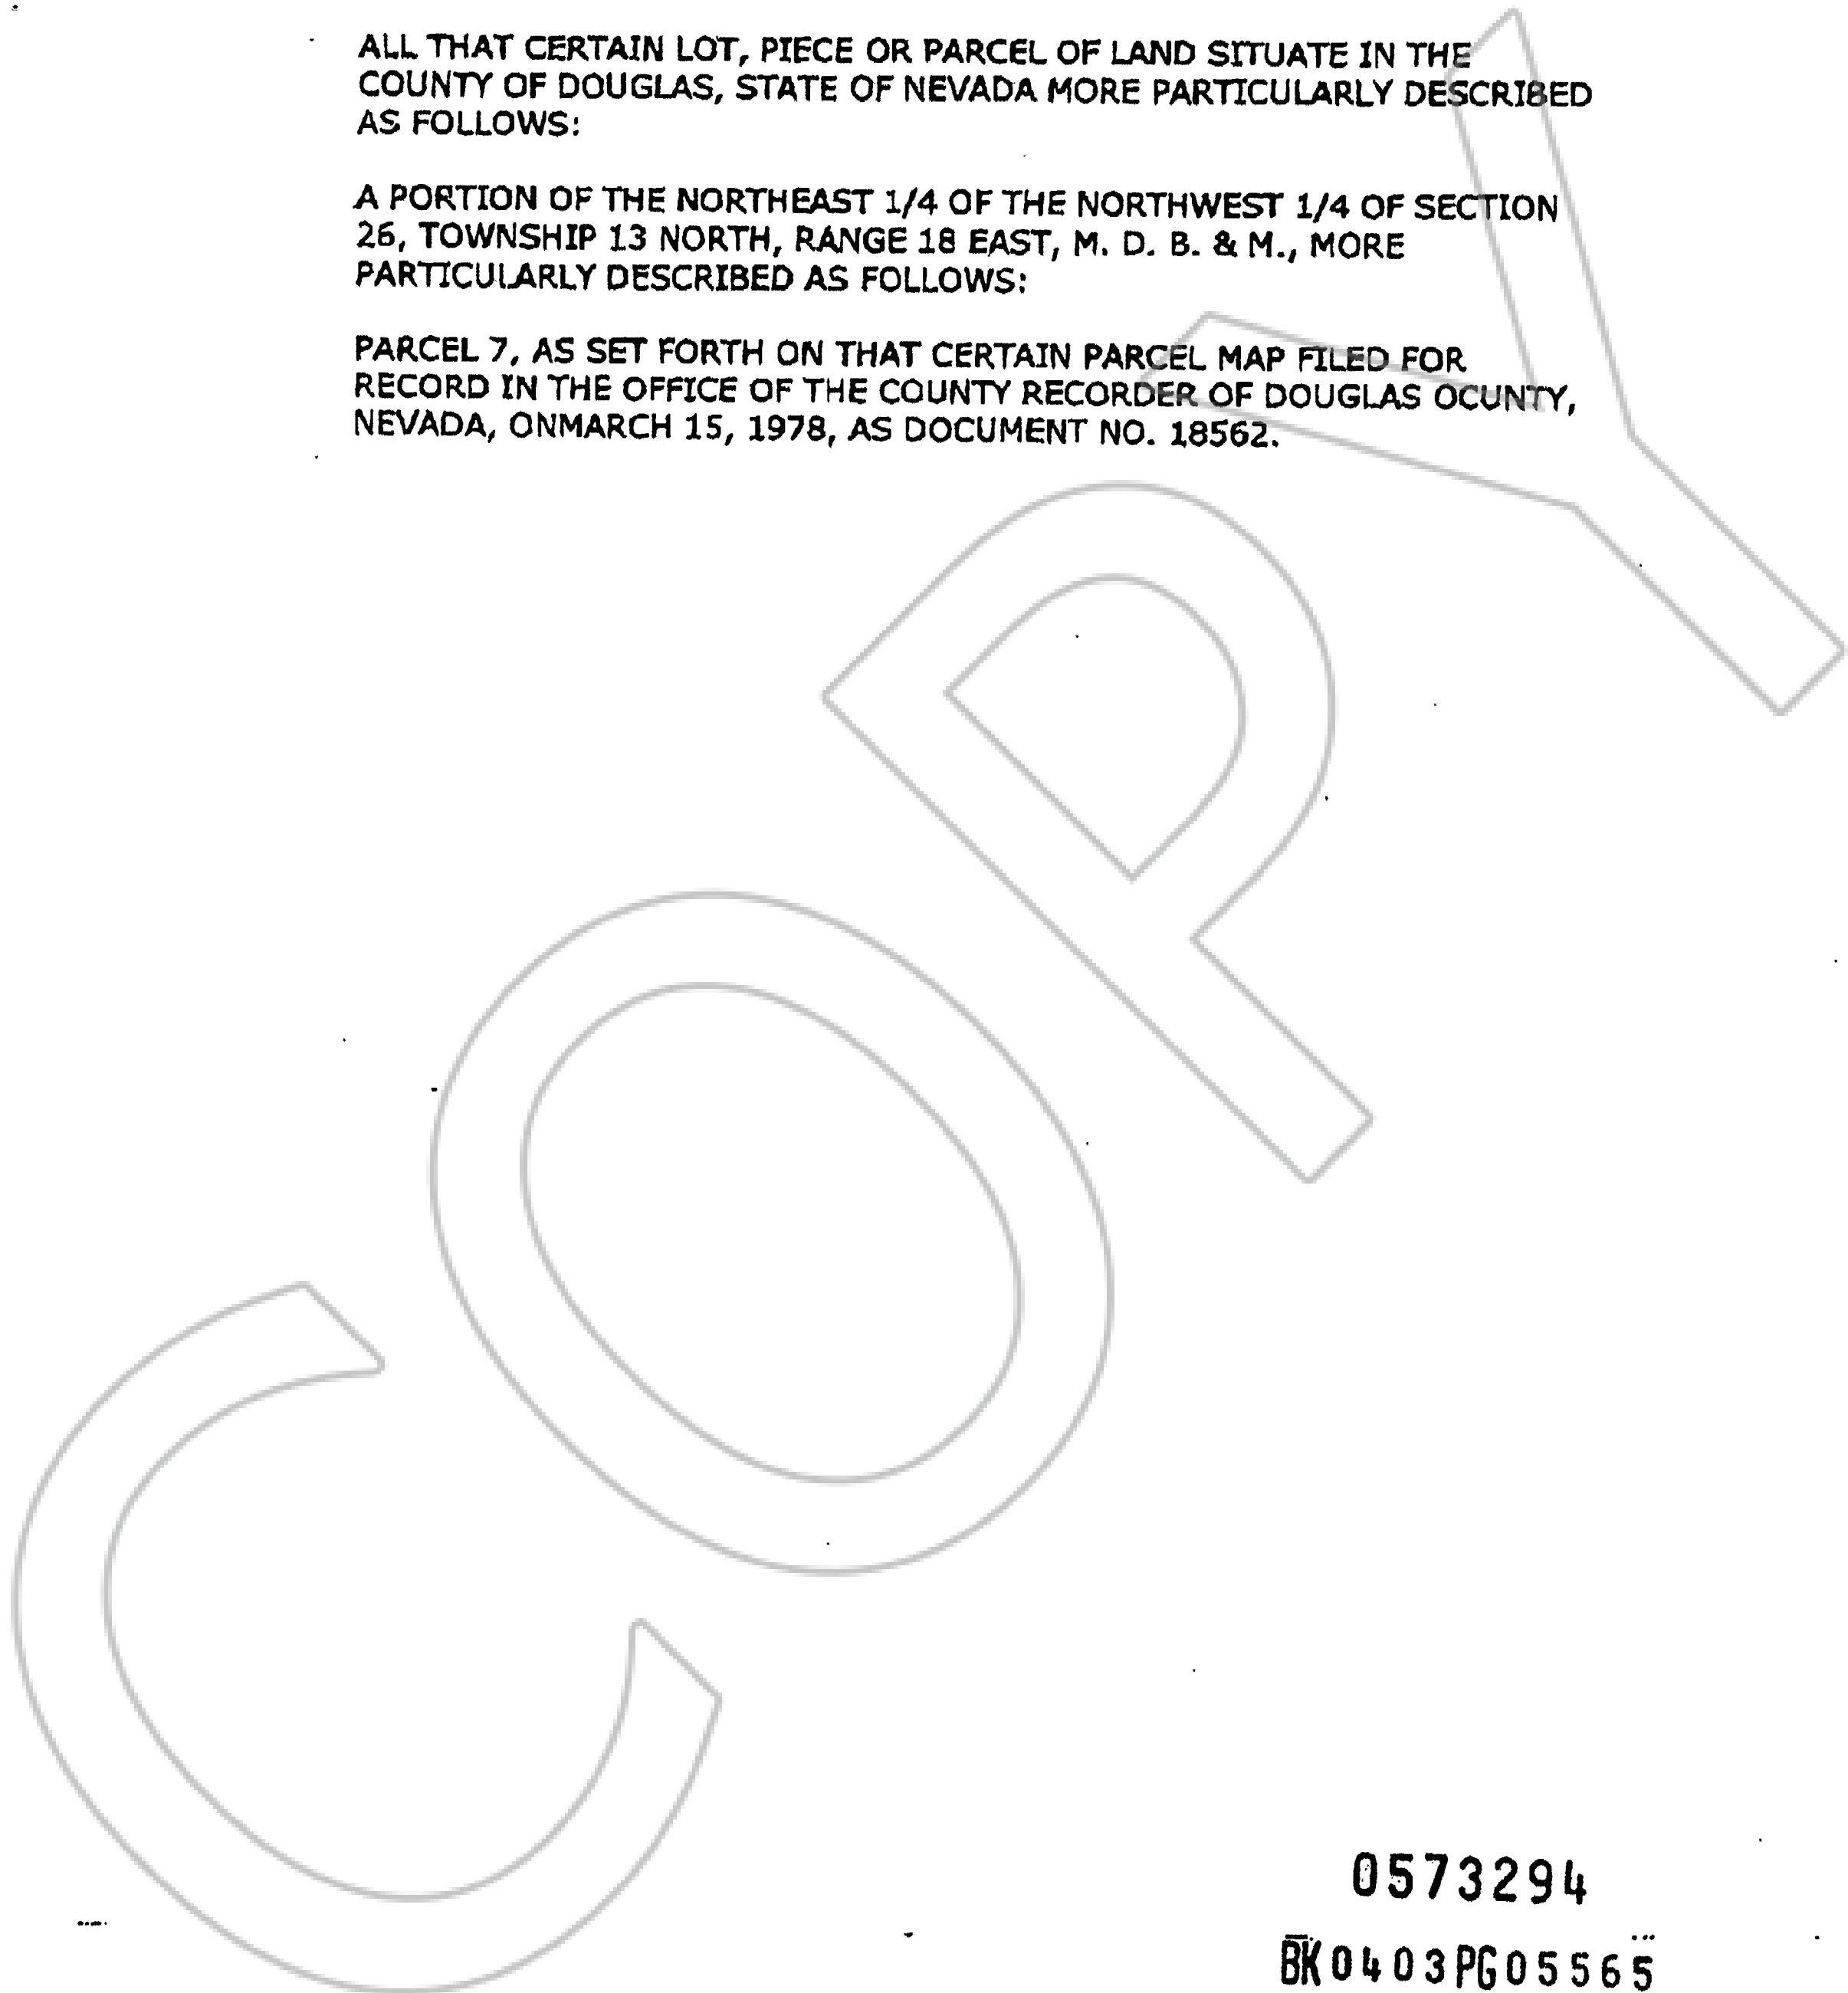 ALL THAT CERTAIN LOT, PIECE OR PARCEL OF LAND SITUATE IN THE
COUNTY OF DOUGLAS, STATE OF NEVADA MORE PARTICULARLY DESCRIBED
AS FOLLOWS:
A PORTION OF THE NORTHEAST 1/4 OF THE NORTHWEST 1/4 OF SECTION
26, TOWNSHIP 13 NORTH, RANGE 18 EAST, M. D. B. & M., MORE
PARTICULARLY DESCRIBED AS FOLLOWS:
PARCEL 7, AS SET FORTH ON THAT CERTAIN PARCEL MAP FILED FOR
RECORD IN THE OFFICE OF THE COUNTY RECORDER OF DOUGLAS OCUNTY,
NEVADA, ONMARCH 15, 1978, AS DOCUMENT NO. 18562.
COPY
0573294
BK0403PG05565